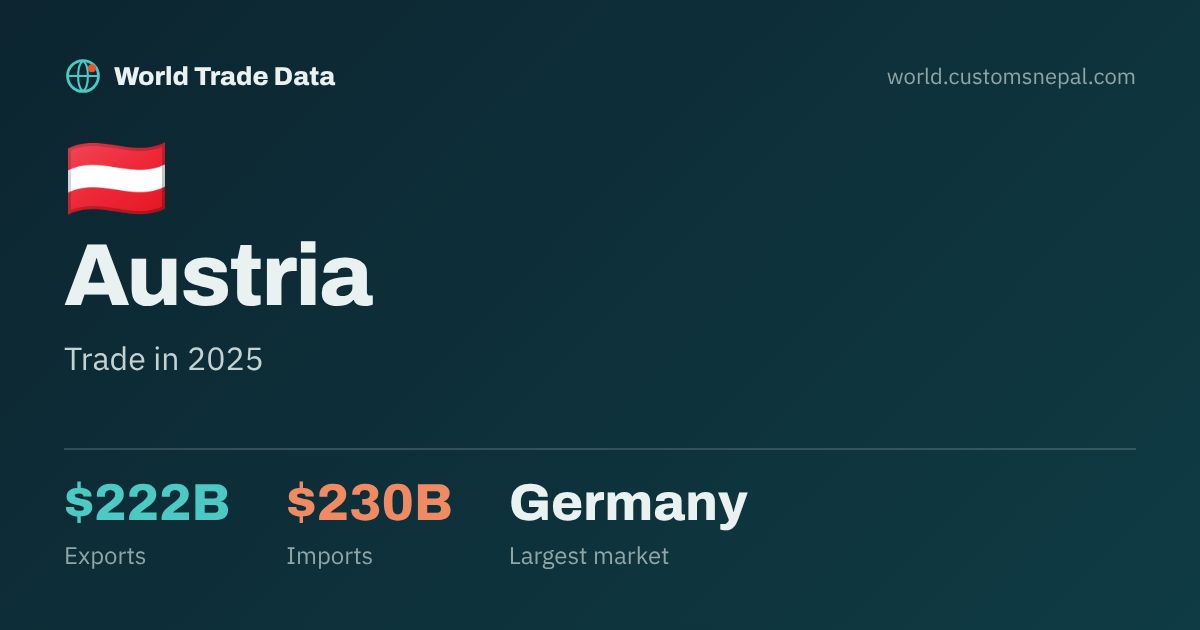 World Trade Data
world.customsnepal.com
Austria
Trade in 2025
$222B
Exports
$230B
Imports
Germany
Largest market